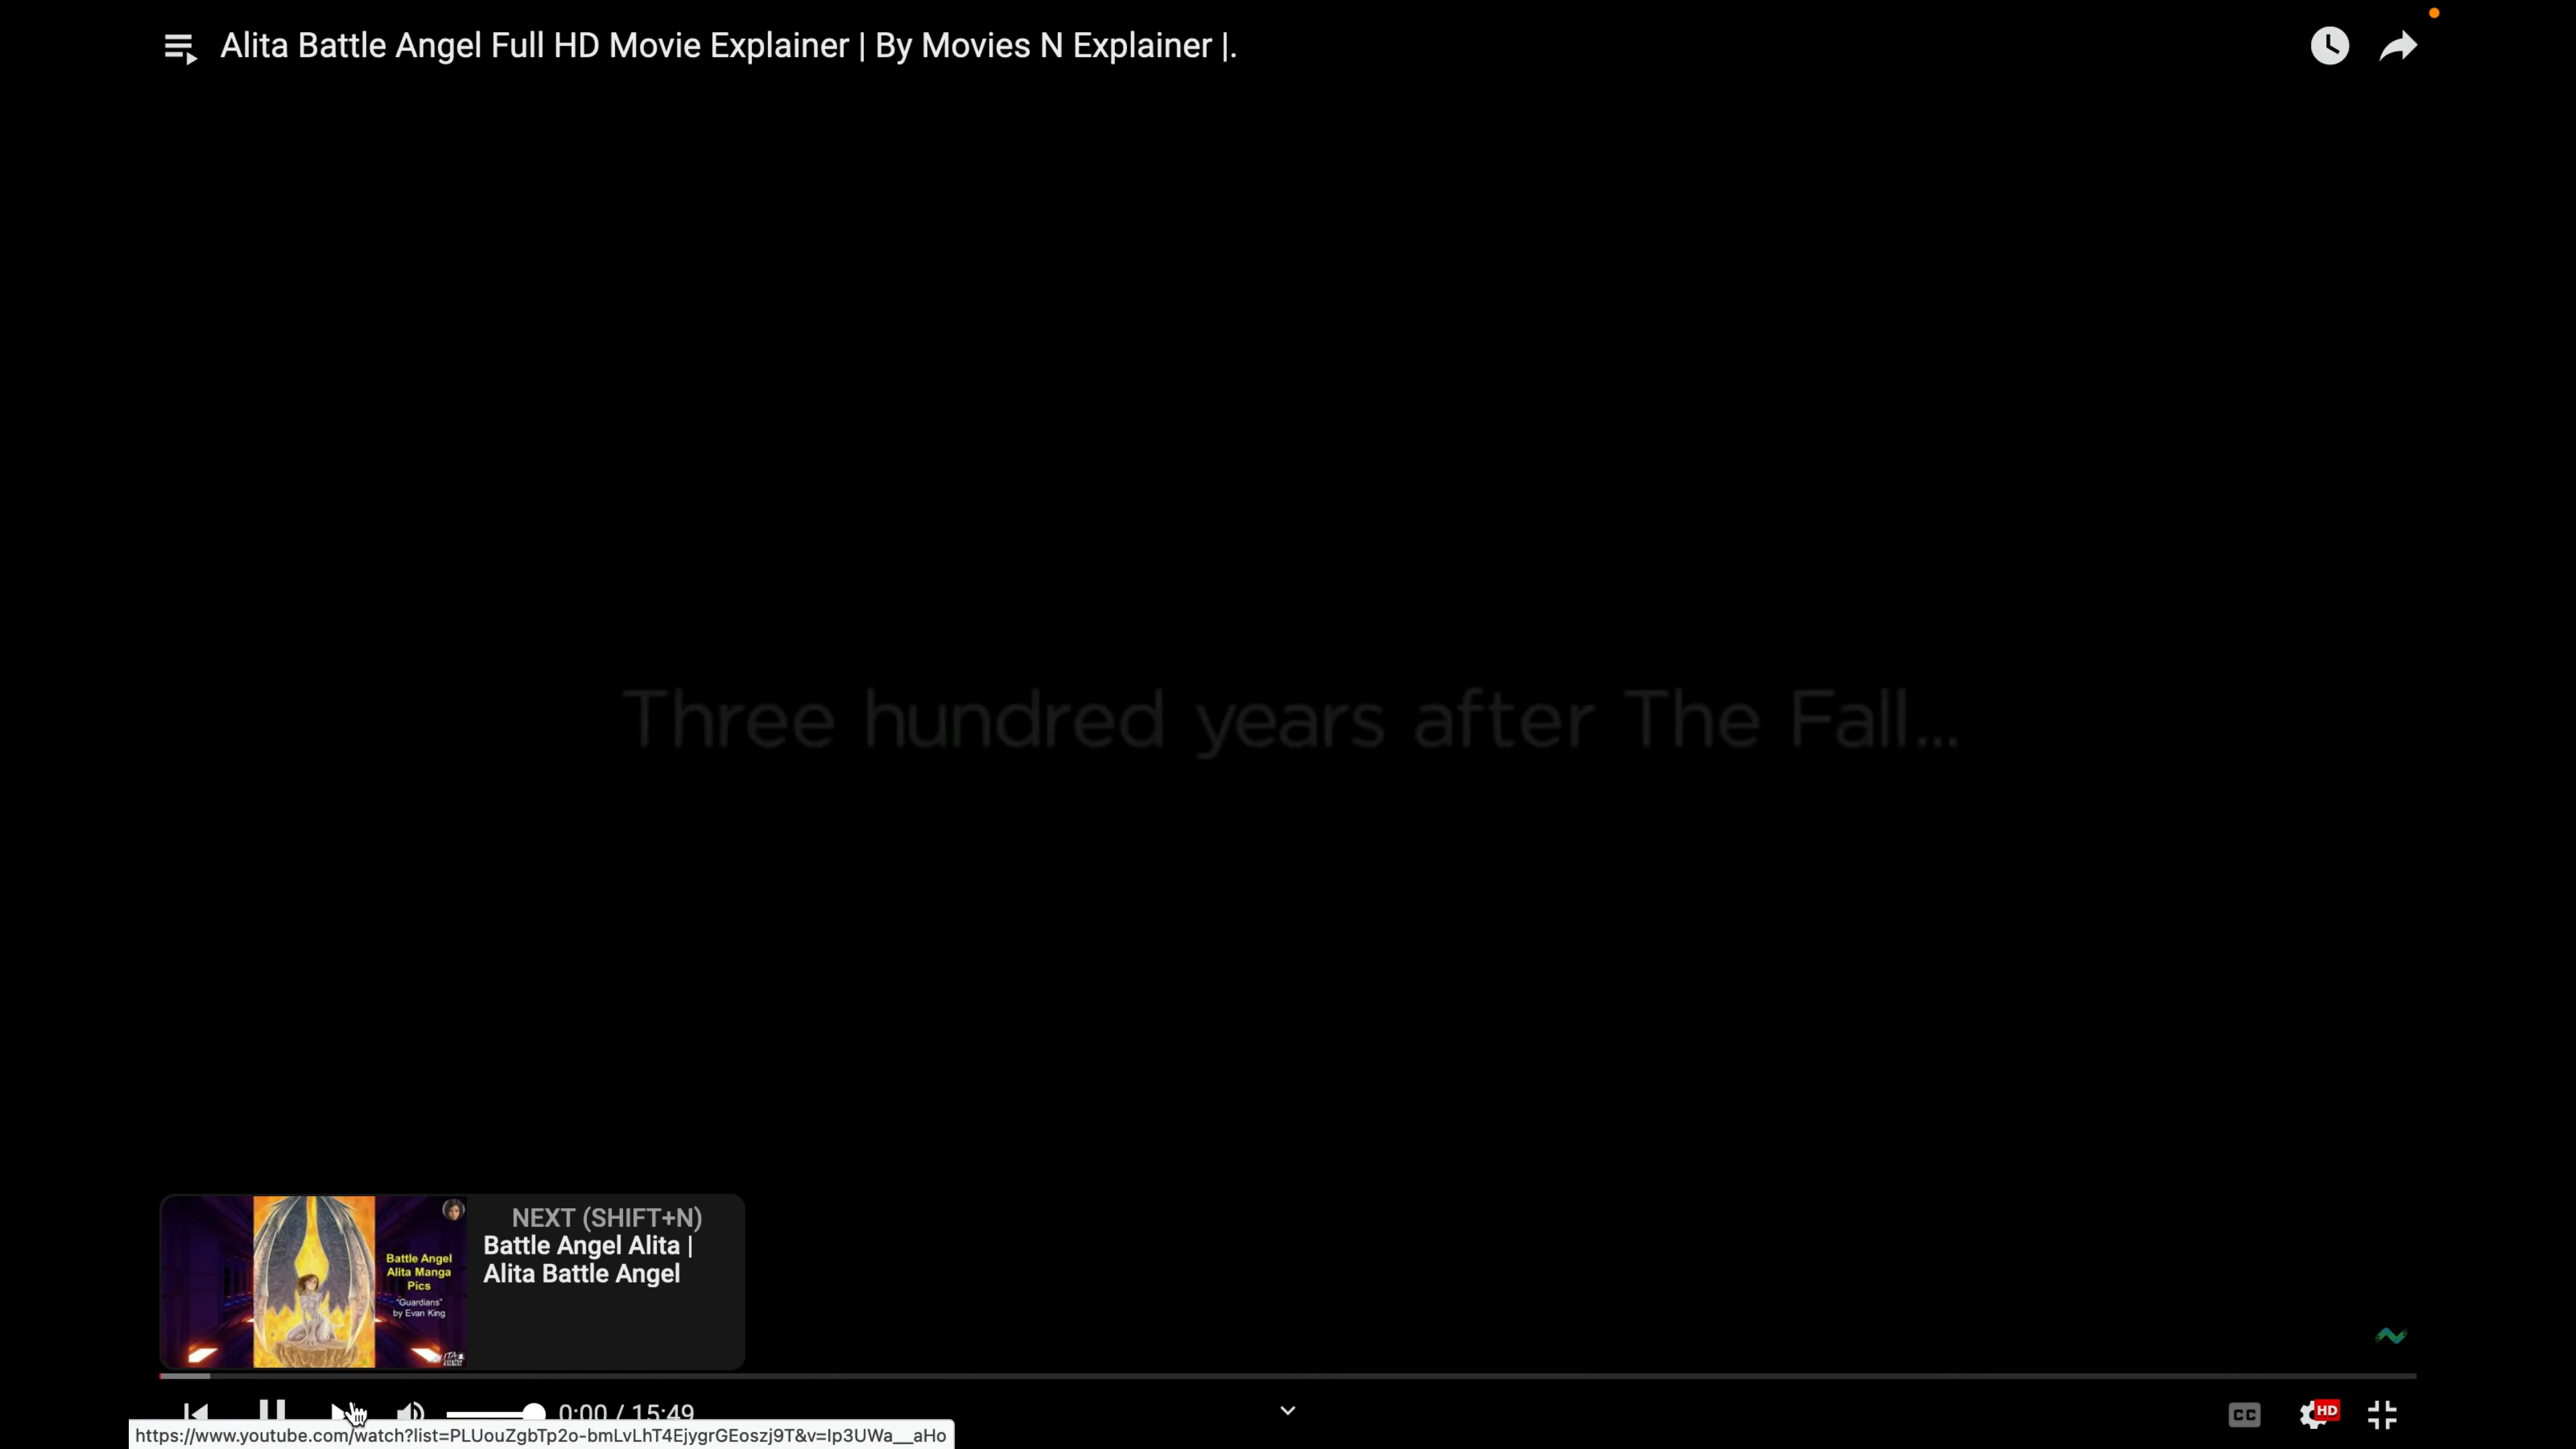 Alita Battle Angel Full HD Movie Explainer | By Movies N Explainer |.
Three hundred years after The Fall...
NEXT (SHIFT+N)
Battle Angel Alita |
Alita Battle Angel
Battle Angel
Alita Manga
Pics
"Guardians"
by Evan King
0:00 / 15:49
CC
HD
https://www.youtube.com/watch?list=PLUouZgbTp2o-bmLvLhT4EjygrGEoszj9T&v=Ip3UWa__aHo